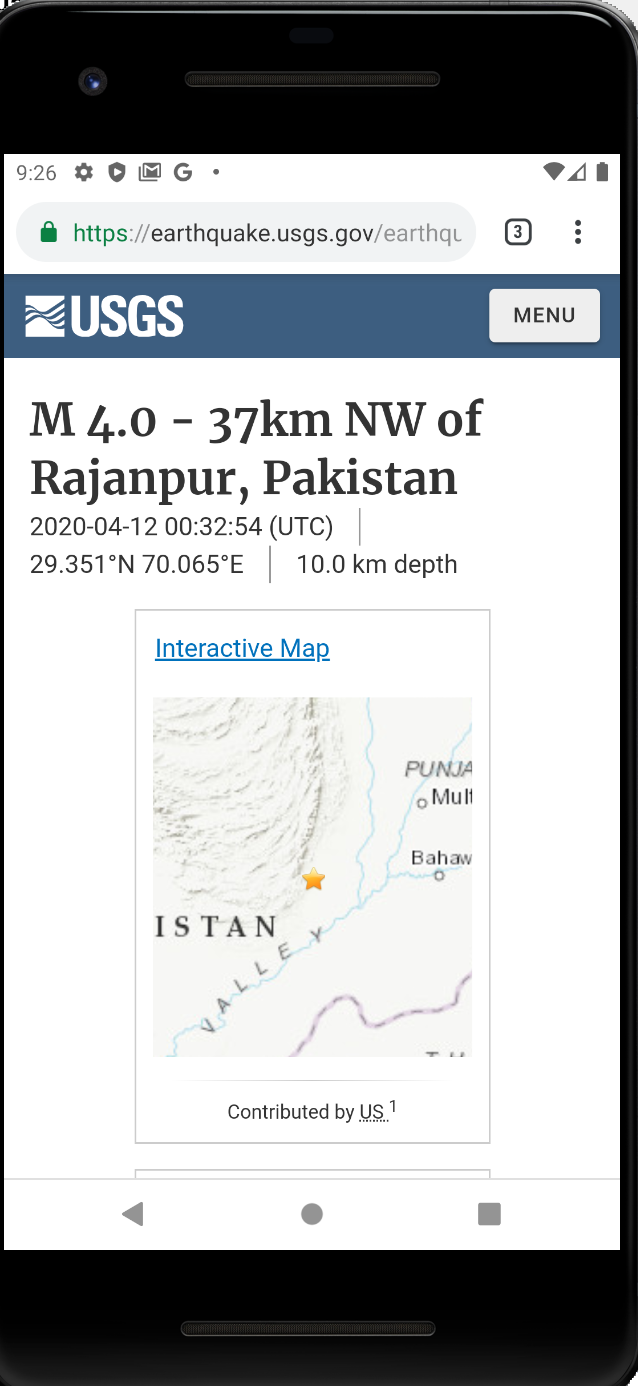 9:26
https://earthquake.usgs.gov/earthqu
3
USGS
MENU
M 4.0 - 37km NW of
Rajanpur, Pakistan
2020-04-12 00:32:54 (UTC)
29.351°N 70.065°E
10.0 km depth
Interactive Map
PUNJA
Mult
Bahaw
ISTAN
VALLEY
Contributed by US 1